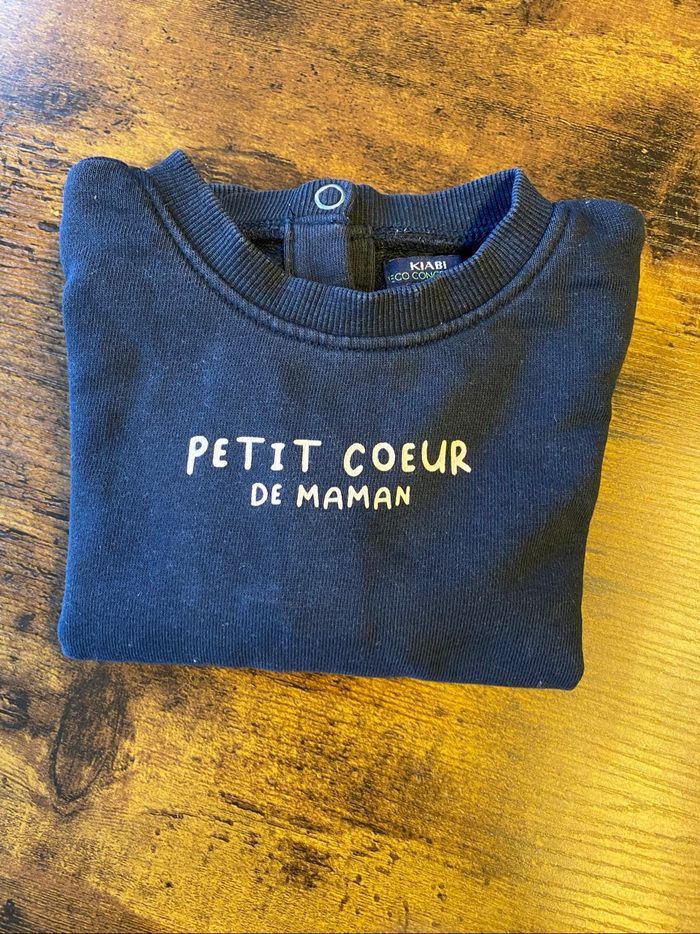 KIABI
PETIT COEUR
DE MAMAN